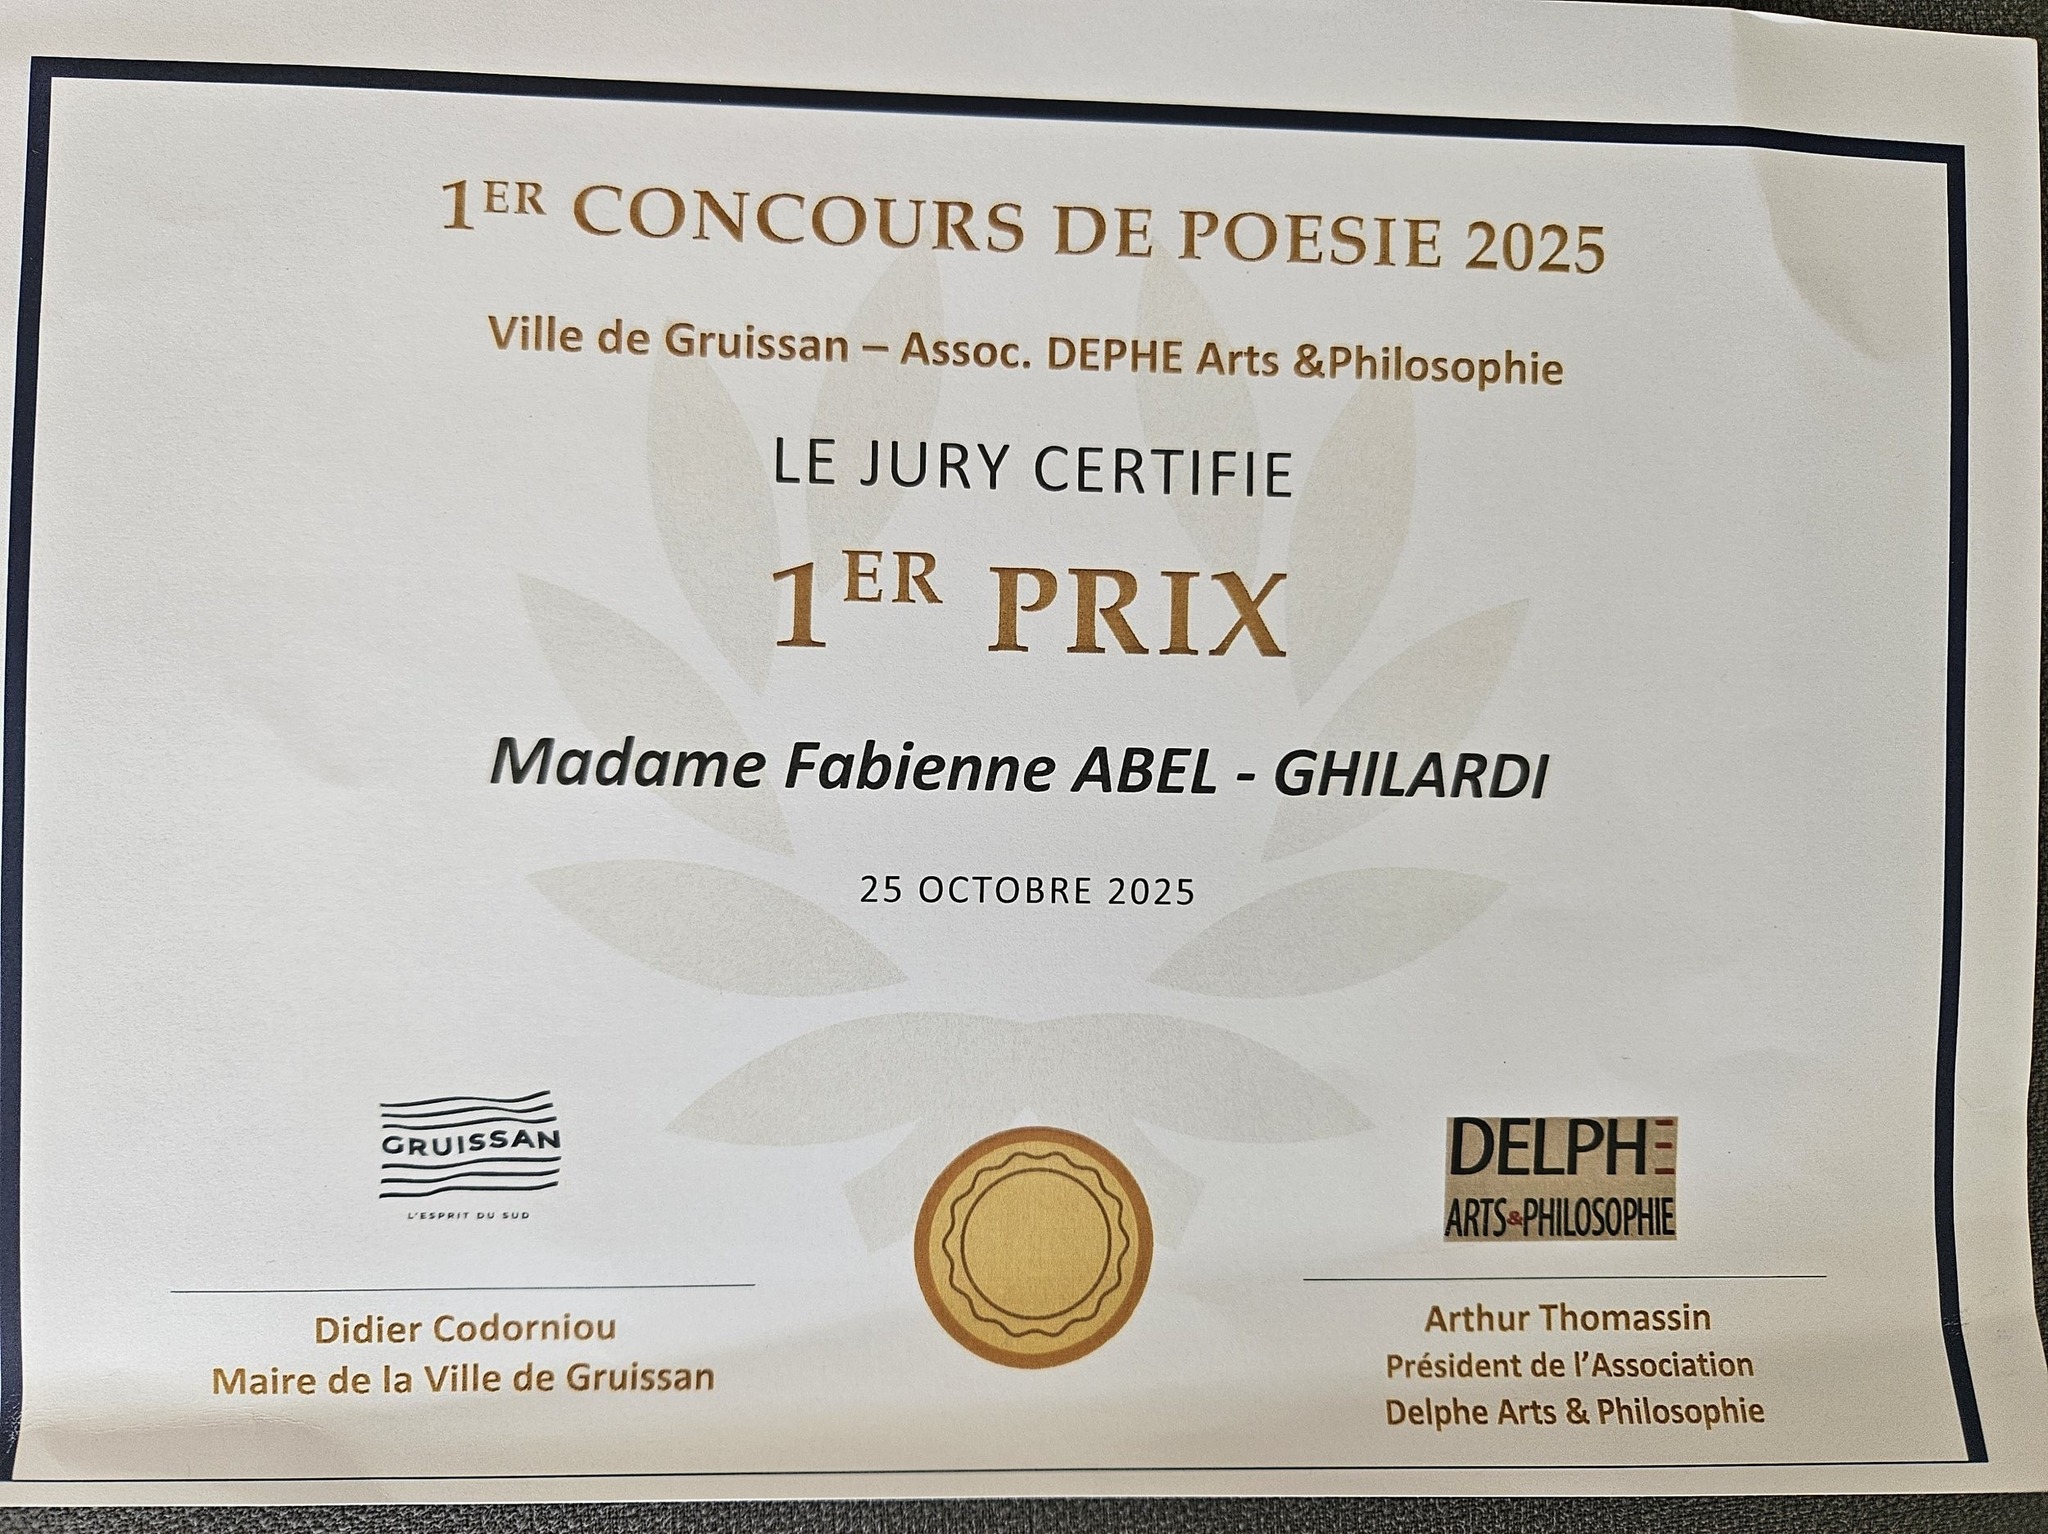 1ER CONCOURS DE POESIE 2025
Ville de Gruissan – Assoc. DEPHE Arts &Philosophie
LE JURY CERTIFIE
1ER PRIX
Madame Fabienne ABEL - GHILARDI
25 OCTOBRE 2025
GRUISSAN
L'ESPRIT DU SUD
Didier Codorniou
Maire de la Ville de Gruissan
DELPHE
ARTS&PHILOSOPHIE
Arthur Thomassin
Président de l'Association
Delphe Arts & Philosophie